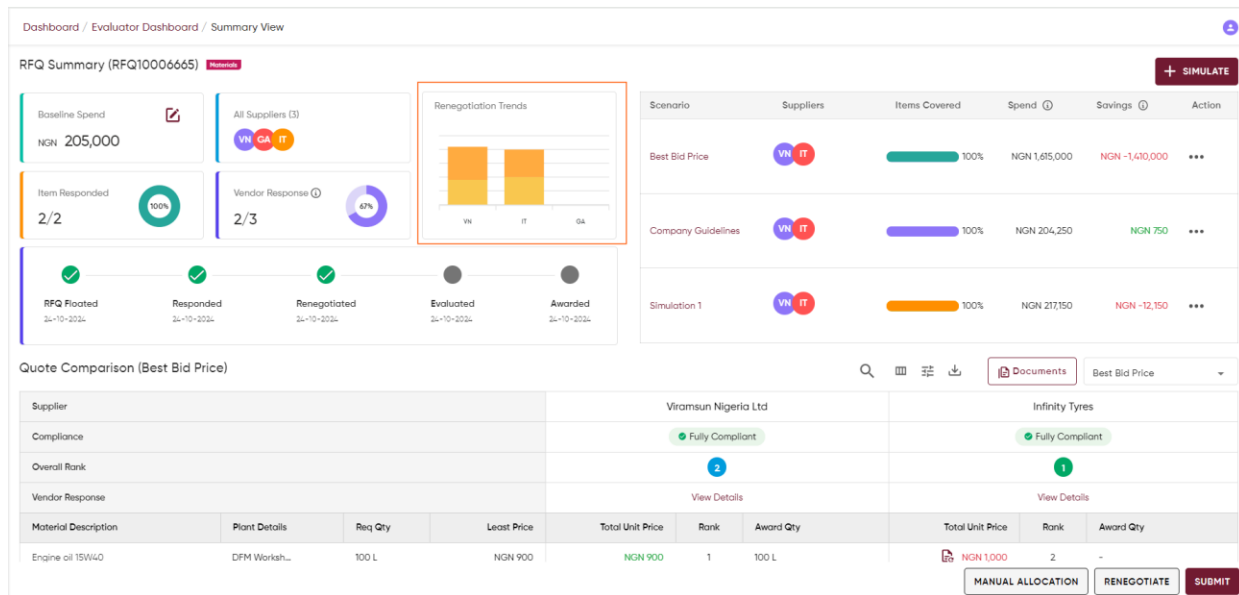 Dashboard / Evaluator Dashboard / Summary View
RFQ Summary (RFQ10006665) Materials
+ SIMULATE
Baseline Spend
NGN 205,000
All Suppliers (3)
VN GA IT
Item Responded
2/2
100%
Vendor Response
2/3
67%
Renegotiation Trends
VN IT GA
RFQ Floated Responded Renegotiated Evaluated Awarded
24-10-2024 24-10-2024 24-10-2024 24-10-2024 24-10-2024
Scenario Suppliers Items Covered Spend Savings Action
Best Bid Price VN IT 100% NGN 1,615,000 NGN -1,410,000
Company Guidelines VN IT 100% NGN 204,250 NGN 750
Simulation 1 VN IT 100% NGN 217,150 NGN -12,150
Quote Comparison (Best Bid Price)
Documents
Best Bid Price
Supplier Viramsun Nigeria Ltd Infinity Tyres
Compliance Fully Compliant Fully Compliant
Overall Rank 2 1
Vendor Response View Details View Details
Material Description Plant Details Req Qty Least Price Total Unit Price Rank Award Qty Total Unit Price Rank Award Qty
Engine oil 15W40 DFM Worksh... 100 L NGN 900 NGN 900 1 100 L NGN 1,000 2 -
MANUAL ALLOCATION RENEGOTIATE SUBMIT